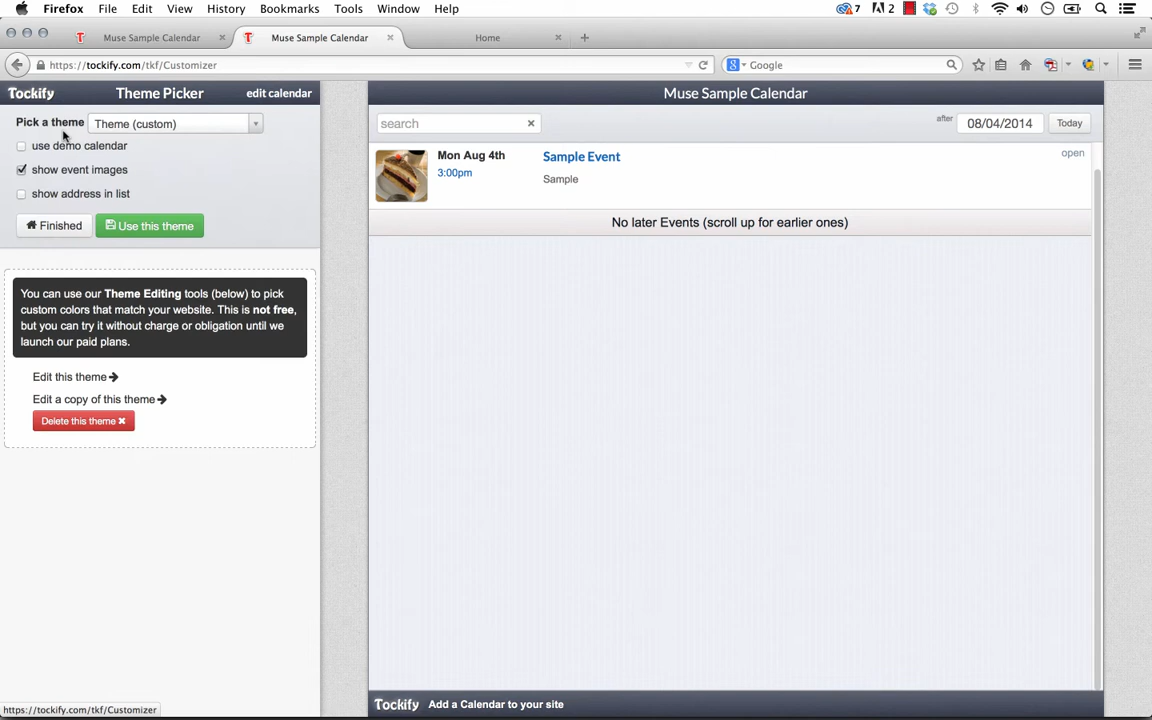 Firefox File Edit View History Bookmarks Tools Window Help 7 2
Muse Sample Calendar × Muse Sample Calendar × Home × +
https://tockify.com/tkf/Customizer Google
Tockify Theme Picker edit calendar Muse Sample Calendar
Pick a theme Theme (custom) search × after 08/04/2014 Today
use demo calendar
show event images
show address in list
Finished Use this theme
Mon Aug 4th Sample Event open
3:00pm Sample
No later Events (scroll up for earlier ones)
You can use our Theme Editing tools (below) to pick
custom colors that match your website. This is not free,
but you can try it without charge or obligation until we
launch our paid plans.
Edit this theme
Edit a copy of this theme
Delete this theme ×
https://tockify.com/tkf/Customizer
Tockify Add a Calendar to your site